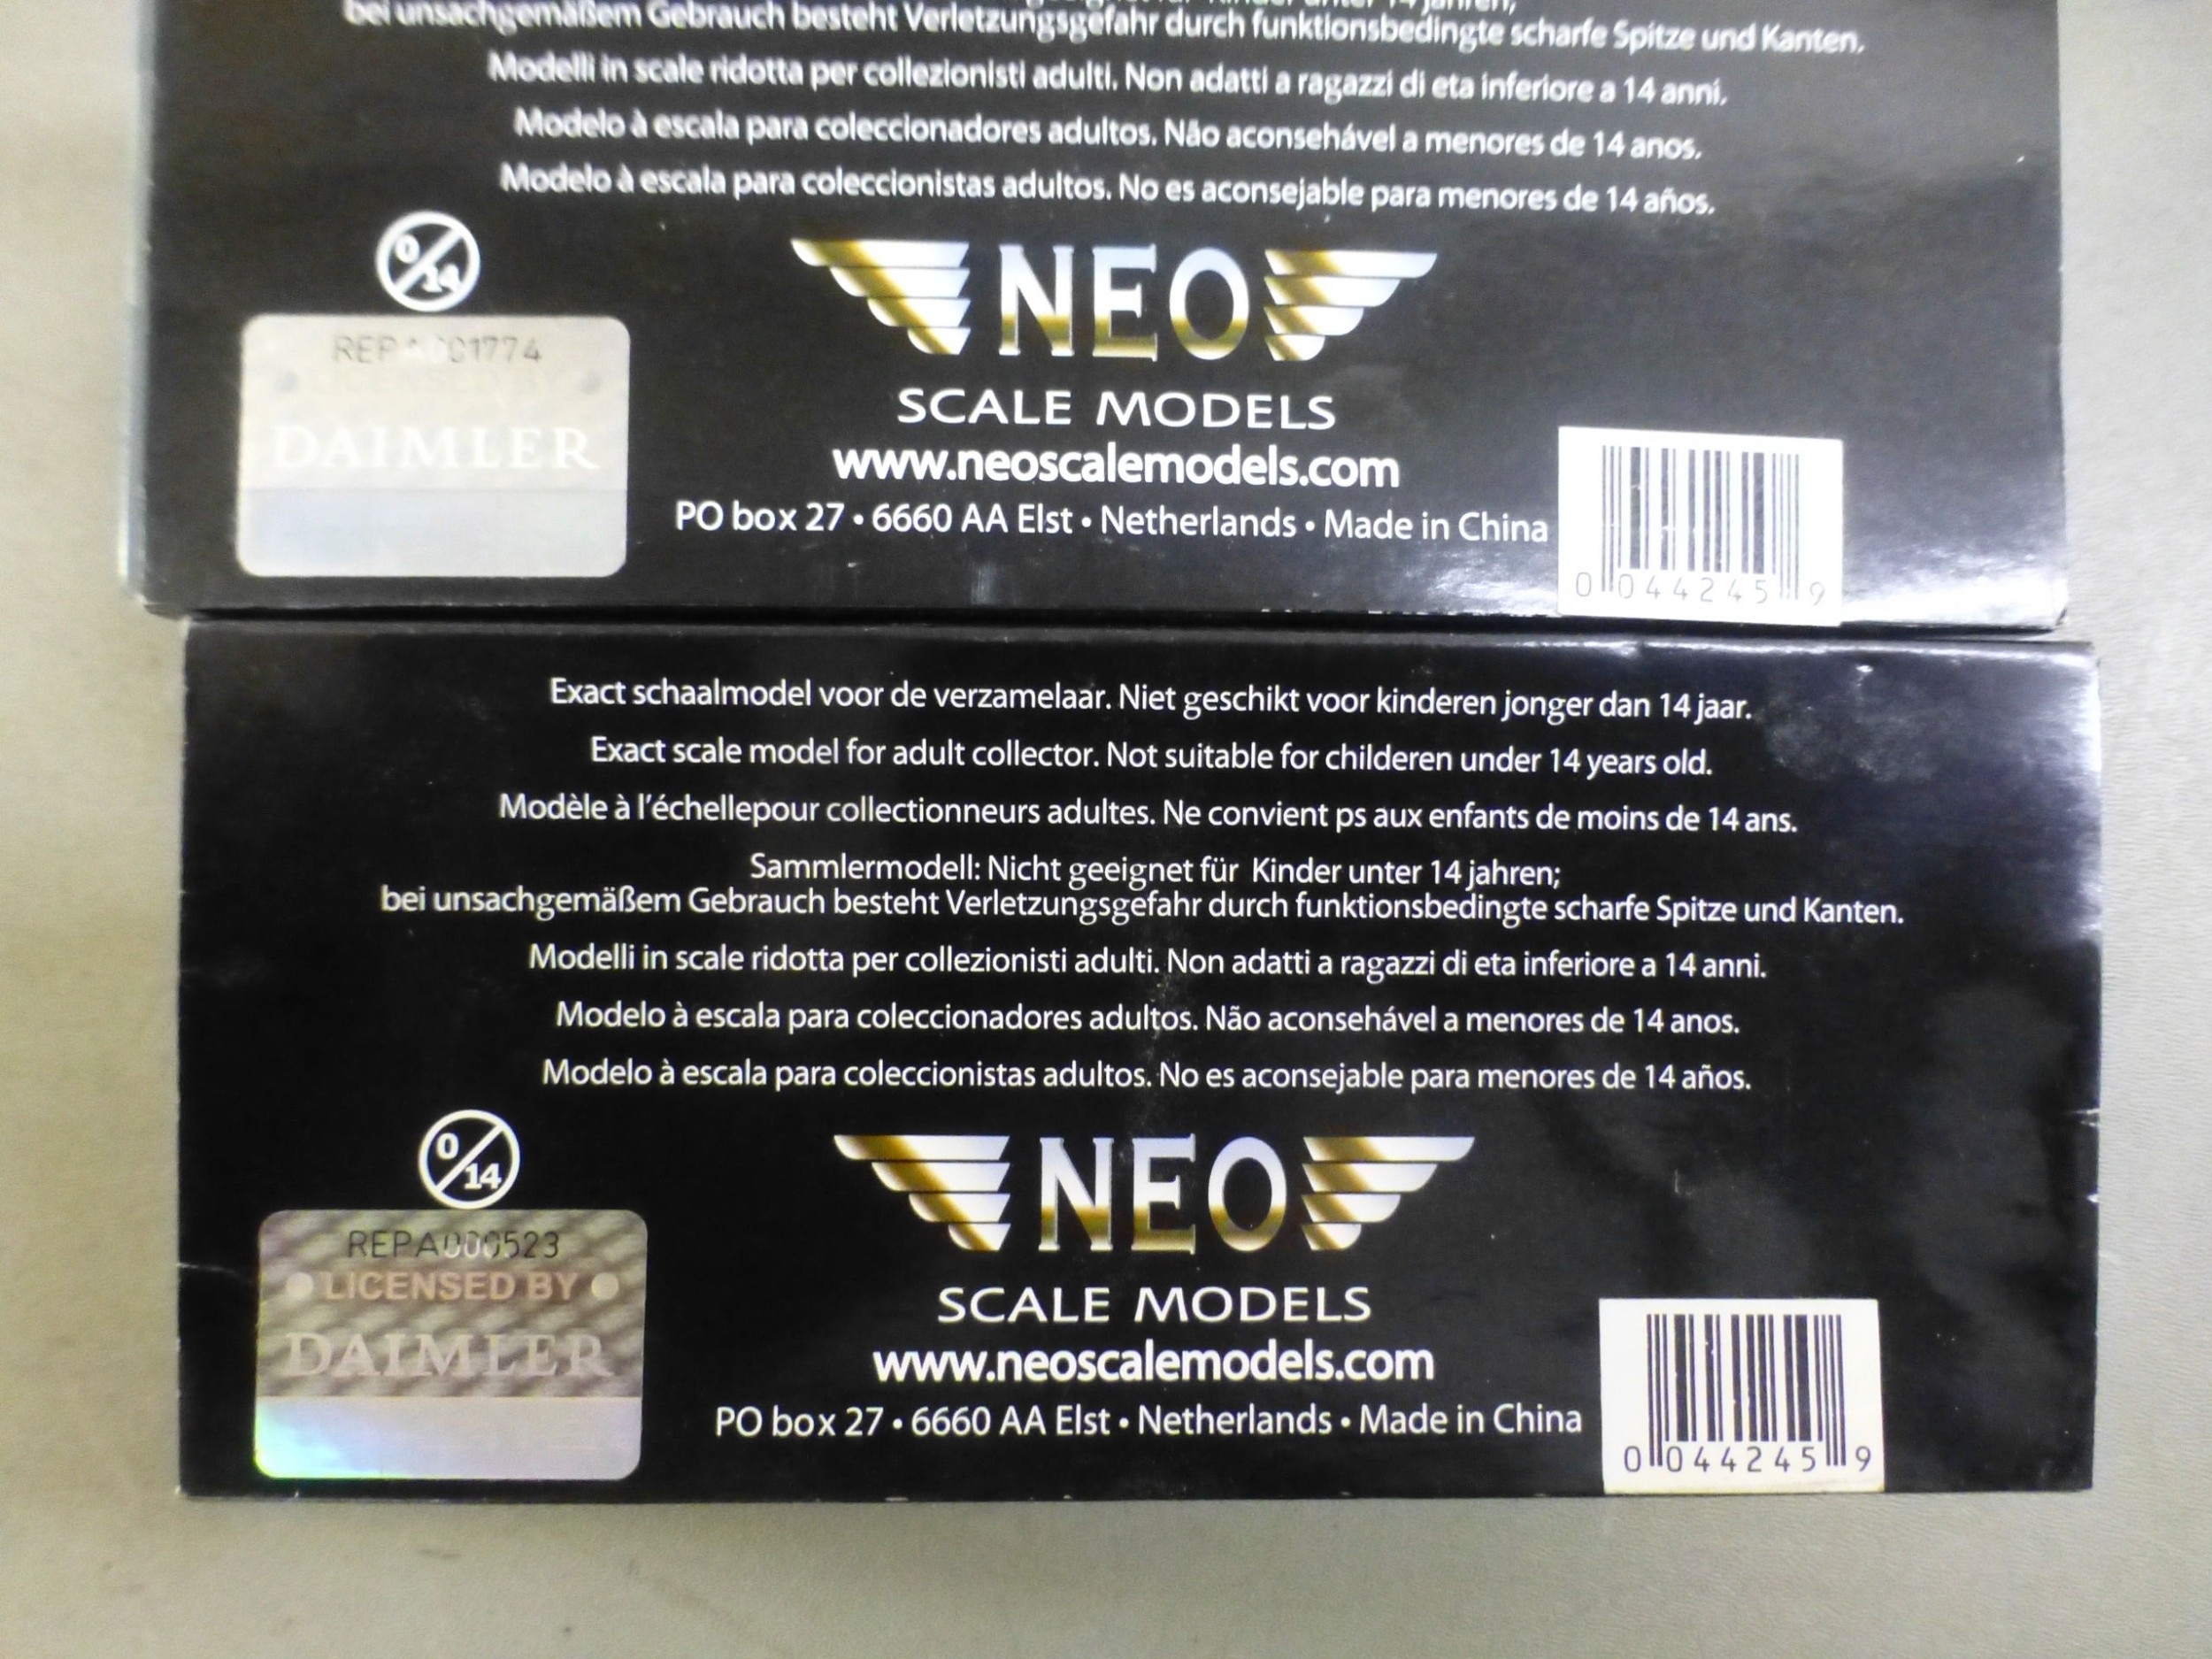 bei unsachgemäßem Gebrauch besteht Verletzungsgefahr durch funktionsbedingte scharfe Spitze und Kanten.
Modelli in scale ridotta per collezionisti adulti. Non adatti a ragazzi di eta inferiore a 14 anni.
Modelo à escala para coleccionadores adultos. Não aconsehável a menores de 14 anos.
Modelo à escala para coleccionistas adultos. No es aconsejable para menores de 14 años.
0/14
LICENSED BY
DAIMLER
NEO
SCALE MODELS
www.neoscalemodels.com
PO box 27 • 6660 AA Elst • Netherlands • Made in China
0 044245 9
Exact schaalmodel voor de verzamelaar. Niet geschikt voor kinderen jonger dan 14 jaar.
Exact scale model for adult collector. Not suitable for childeren under 14 years old.
Modèle à l'échellepour collectionneurs adultes. Ne convient ps aux enfants de moins de 14 ans.
Sammlermodell: Nicht geeignet für Kinder unter 14 jahren;
bei unsachgemäßem Gebrauch besteht Verletzungsgefahr durch funktionsbedingte scharfe Spitze und Kanten.
Modelli in scale ridotta per collezionisti adulti. Non adatti a ragazzi di eta inferiore a 14 anni.
Modelo à escala para coleccionadores adultos. Não aconsehável a menores de 14 anos.
Modelo à escala para coleccionistas adultos. No es aconsejable para menores de 14 años.
0/14
REPA000523
LICENSED BY
DAIMLER
NEO
SCALE MODELS
www.neoscalemodels.com
PO box 27 • 6660 AA Elst • Netherlands • Made in China
0 044245 9